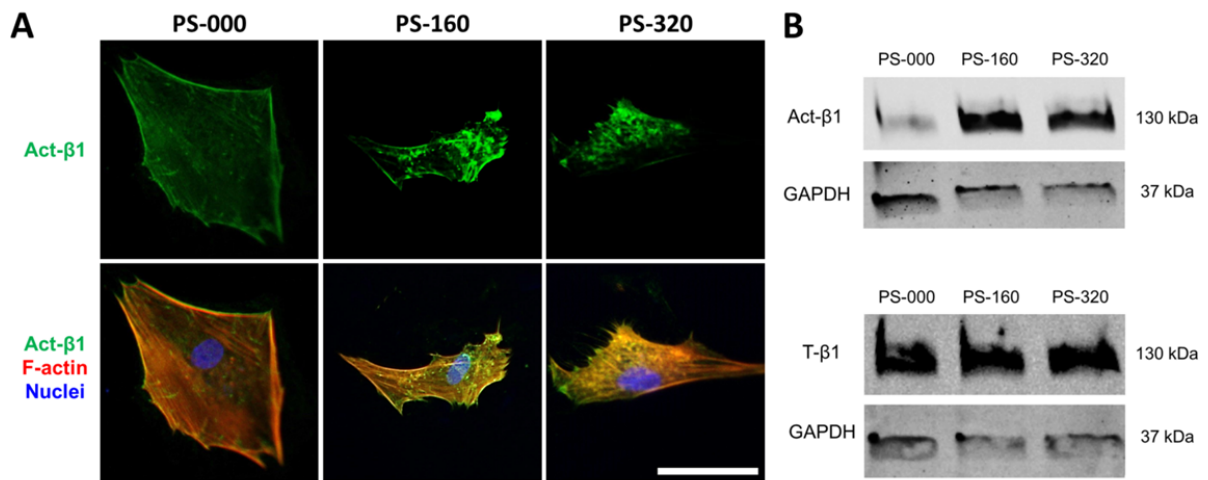 A
PS-000 PS-160 PS-320
Act-β1
Act-β1
F-actin
Nuclei
B
PS-000 PS-160 PS-320
Act-β1 130 kDa
GAPDH 37 kDa
PS-000 PS-160 PS-320
T-β1 130 kDa
GAPDH 37 kDa